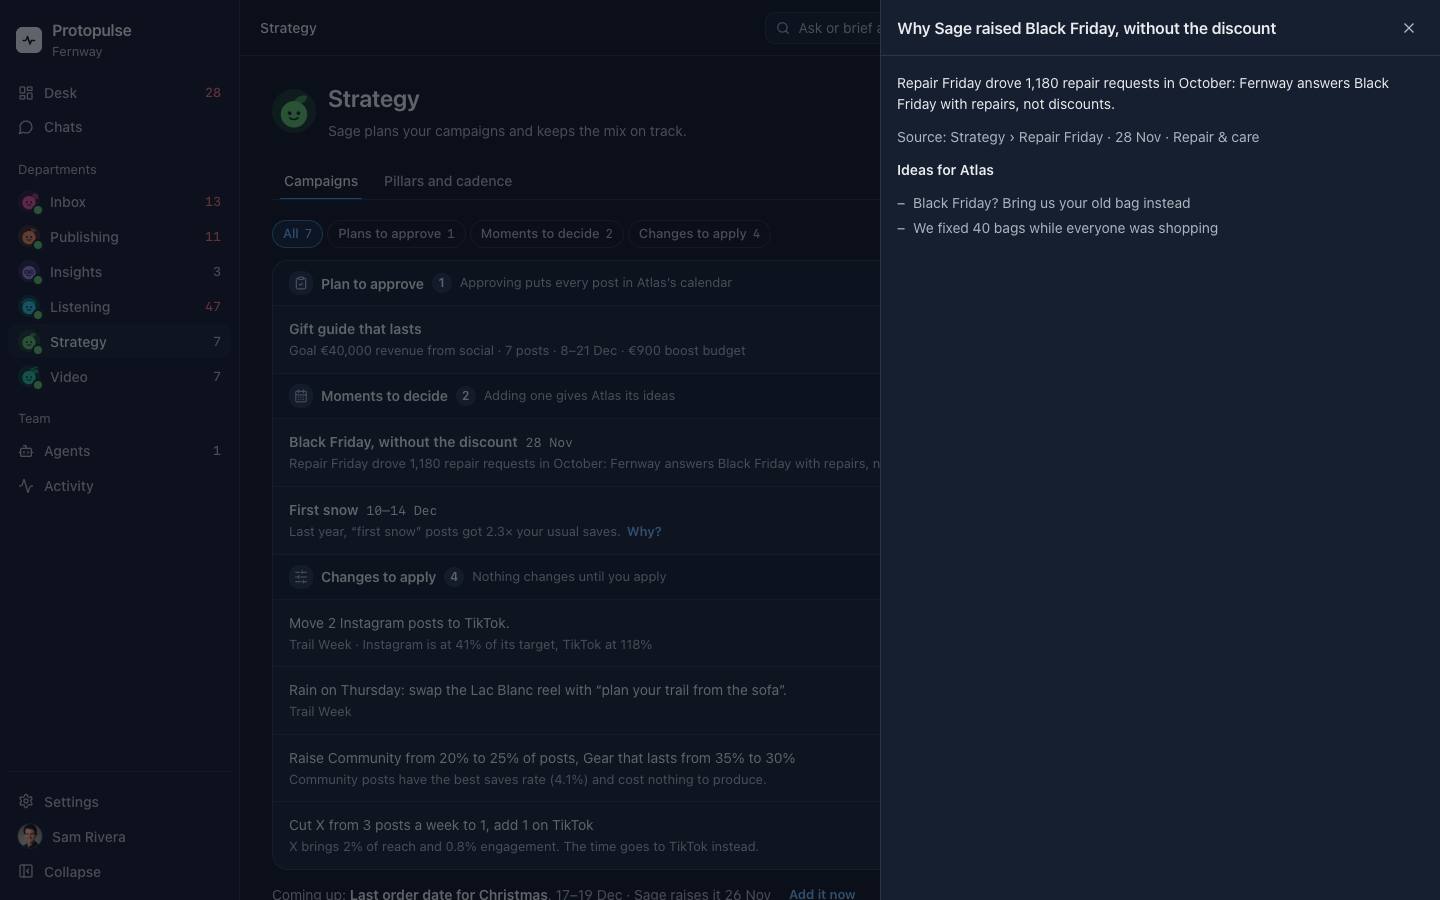 Protopulse
Fernway
Desk 28
Chats
Departments
Inbox 13
Publishing 11
Insights 3
Listening 47
Strategy 7
Video 7
Team
Agents 1
Activity
Settings
Sam Rivera
Collapse
Strategy
Ask or brief a
Strategy
Sage plans your campaigns and keeps the mix on track.
Campaigns Pillars and cadence
All 7 Plans to approve 1 Moments to decide 2 Changes to apply 4
Plan to approve 1 Approving puts every post in Atlas's calendar
Gift guide that lasts
Goal €40,000 revenue from social · 7 posts · 8–21 Dec · €900 boost budget
Moments to decide 2 Adding one gives Atlas its ideas
Black Friday, without the discount 28 Nov
Repair Friday drove 1,180 repair requests in October: Fernway answers Black Friday with repairs, n
First snow 10–14 Dec
Last year, “first snow” posts got 2.3× your usual saves. Why?
Changes to apply 4 Nothing changes until you apply
Move 2 Instagram posts to TikTok.
Trail Week · Instagram is at 41% of its target, TikTok at 118%
Rain on Thursday: swap the Lac Blanc reel with “plan your trail from the sofa”.
Trail Week
Raise Community from 20% to 25% of posts, Gear that lasts from 35% to 30%
Community posts have the best saves rate (4.1%) and cost nothing to produce.
Cut X from 3 posts a week to 1, add 1 on TikTok
X brings 2% of reach and 0.8% engagement. The time goes to TikTok instead.
Coming up: Last order date for Christmas, 17–19 Dec · Sage raises it 26 Nov Add it now
Why Sage raised Black Friday, without the discount
Repair Friday drove 1,180 repair requests in October: Fernway answers Black
Friday with repairs, not discounts.
Source: Strategy › Repair Friday · 28 Nov · Repair & care
Ideas for Atlas
– Black Friday? Bring us your old bag instead
– We fixed 40 bags while everyone was shopping